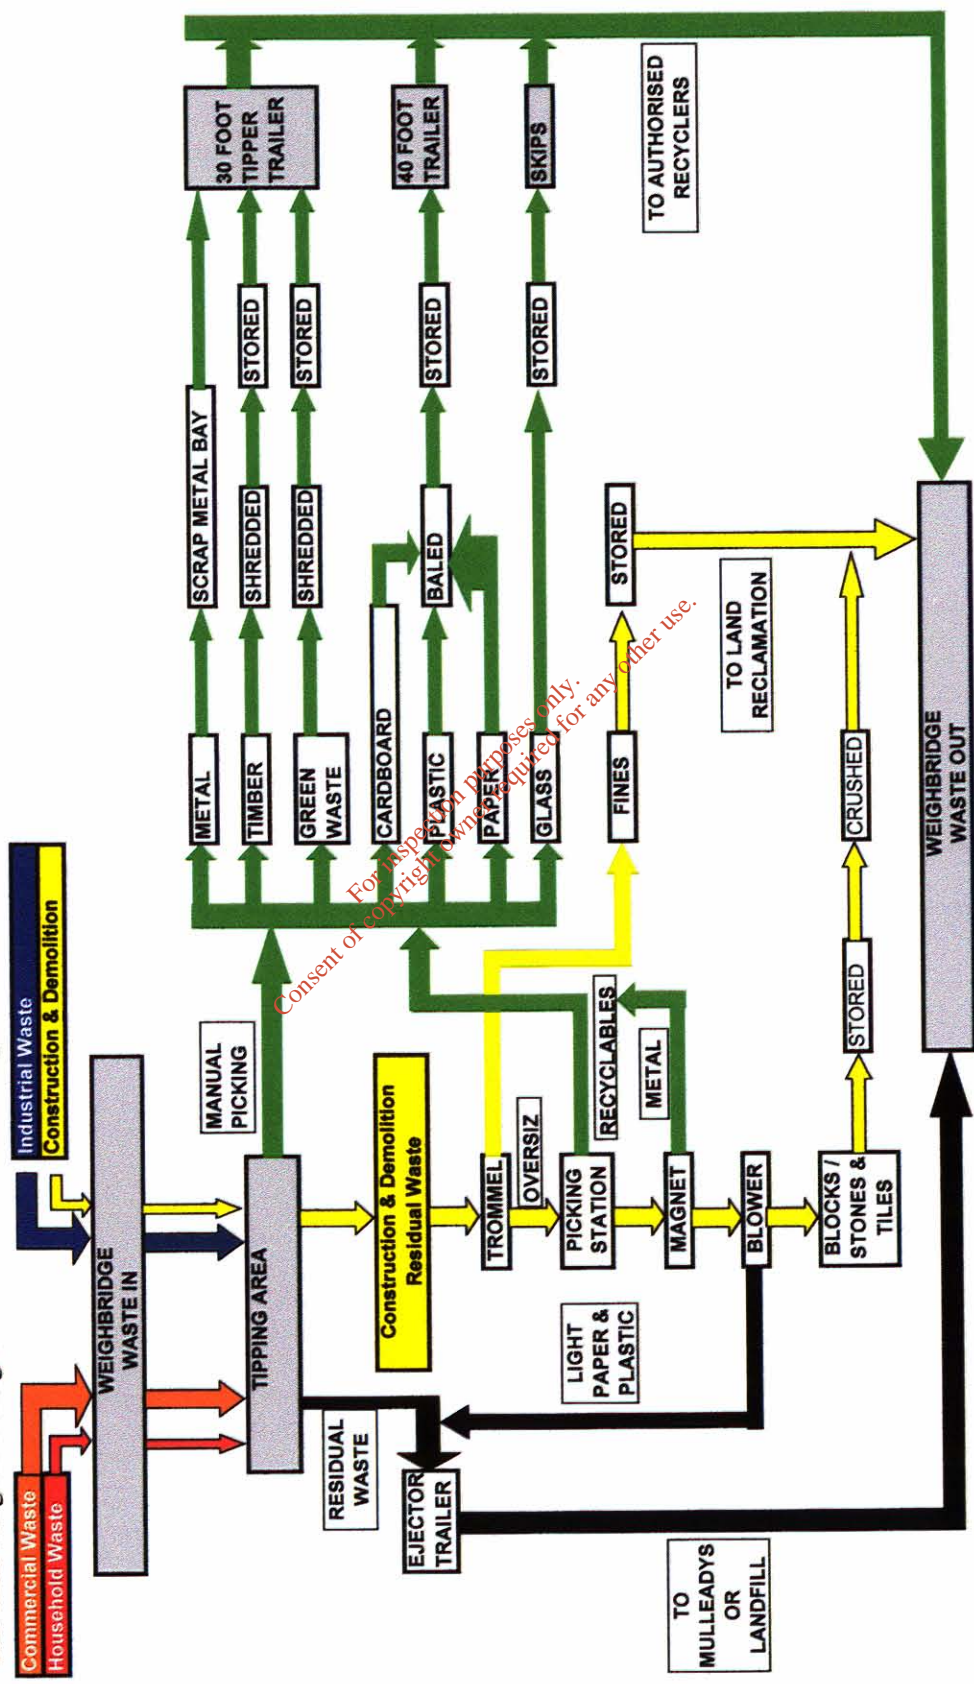 Commercial Waste
Household Waste
Industrial Waste
Construction & Demolition
WEIGHBRIDGE
WASTE IN
TIPPING AREA
MANUAL
PICKING
RESIDUAL
WASTE
EJECTOR
TRAILER
Construction & Demolition
Residual Waste
TROMMEL
OVERSIZ
PICKING
STATION
RECYCLABLES
MAGNET
METAL
BLOWER
LIGHT
PAPER &
PLASTIC
BLOCKS /
STONES &
TILES
STORED
CRUSHED
TO
MULLEADYS
OR
LANDFILL
METAL
SCRAP METAL BAY
TIMBER
SHREDDED
STORED
GREEN
WASTE
SHREDDED
STORED
30 FOOT
TIPPER
TRAILER
CARDBOARD
PLASTIC
PAPER
BALED
STORED
40 FOOT
TRAILER
GLASS
STORED
SKIPS
FINES
STORED
TO LAND
RECLAMATION
TO AUTHORISED
RECYCLERS
WEIGHBRIDGE
WASTE OUT
For inspection purposes only.
Consent of copyright owner required for any other use.